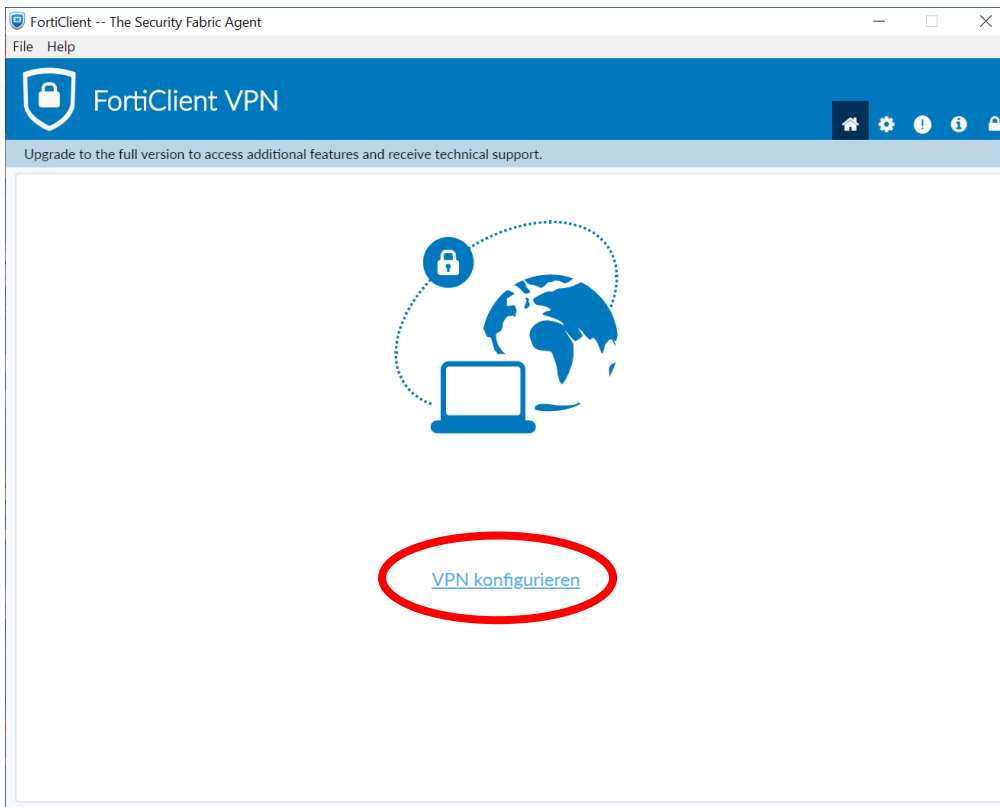 FortiClient -- The Security Fabric Agent
File Help
FortiClient VPN
Upgrade to the full version to access additional features and receive technical support.
VPN konfigurieren